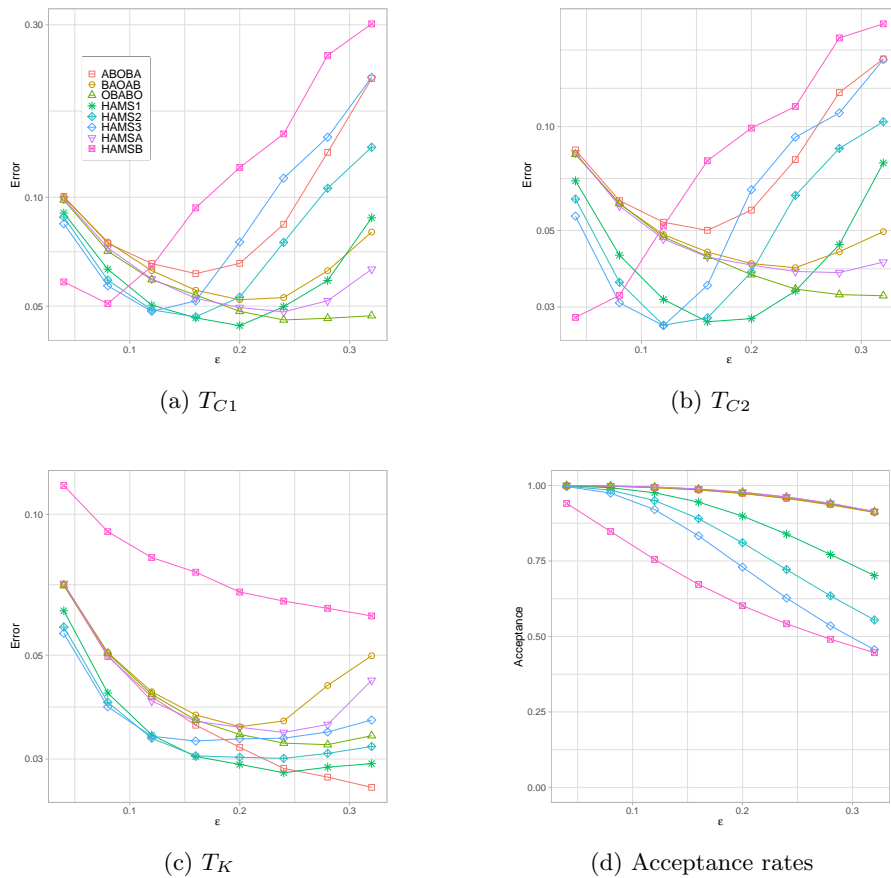 0.30
0.10
0.05
Error
ABOBA
BAOAB
OBABO
HAMS1
HAMS2
HAMS3
HAMSA
HAMSB
0.1
0.2
0.3
ε
(a) T_{C1}
0.10
0.05
0.03
Error
0.1
0.2
0.3
ε
(b) T_{C2}
0.10
0.05
0.03
Error
0.1
0.2
0.3
ε
(c) T_K
1.00
0.75
0.50
0.25
0.00
Acceptance
0.1
0.2
0.3
ε
(d) Acceptance rates